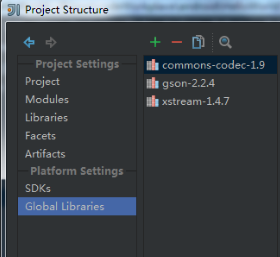 Project Structure
Project Settings
Project
Modules
Libraries
Facets
Artifacts
Platform Settings
SDKs
Global Libraries
commons-codec-1.9
gson-2.2.4
xstream-1.4.7